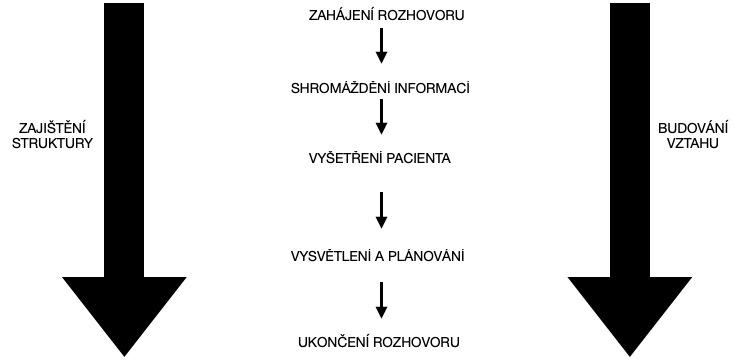 ZAHÁJENÍ ROZHOVORU
SHROMÁŽDĚNÍ INFORMACÍ
ZAJIŠTĚNÍ
STRUKTURY
BUDOVÁNÍ
VZTAHU
VYŠETŘENÍ PACIENTA
VYSVĚTLENÍ A PLÁNOVÁNÍ
UKONČENÍ ROZHOVORU